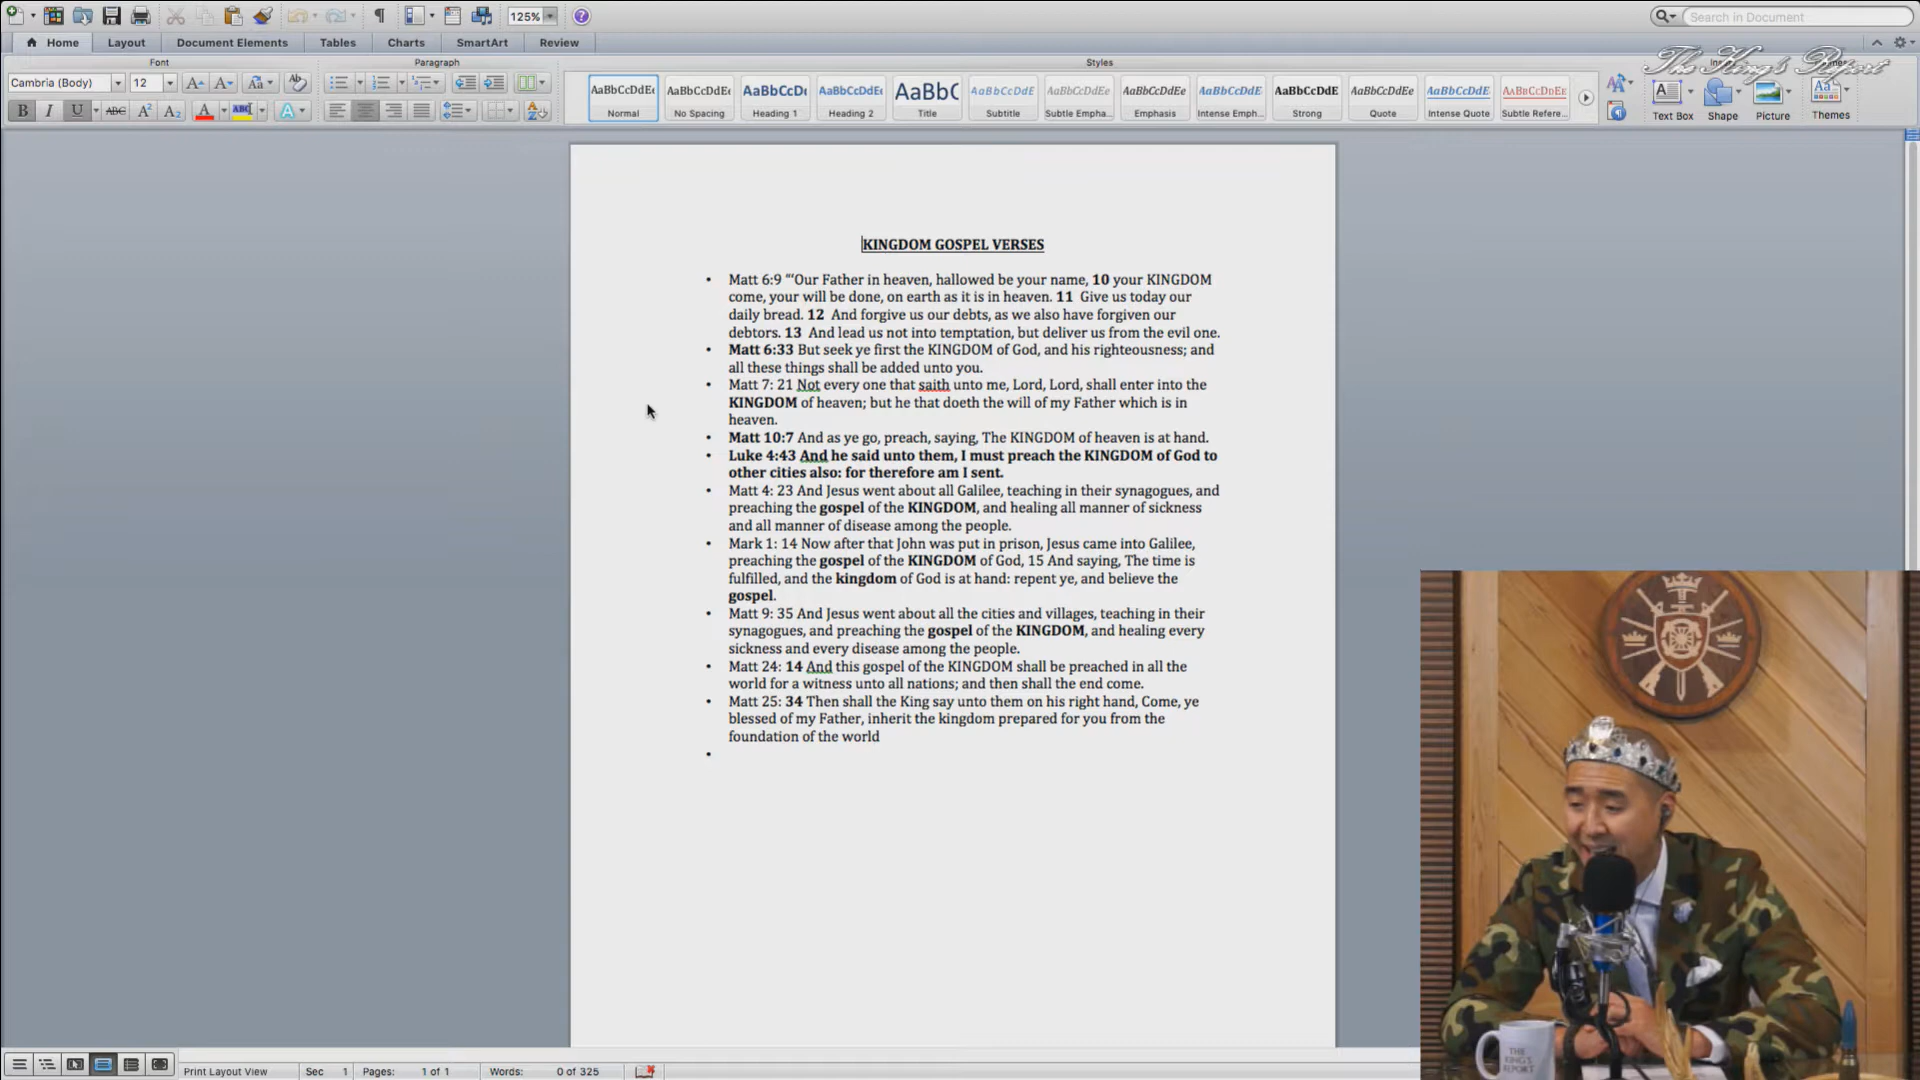 125%
Search in Document
Home Layout Document Elements Tables Charts SmartArt Review
Font Paragraph Styles
The King's Report
Cambria (Body) 12
AaBbCcDdE AaBbCcDdE AaBbCcD AaBbCcDdE AaBbC AaBbCcDdE AaBbCcDdEe AaBbCcDdEe AaBbCcDdE AaBbCcDdE AaBbCcDdEe AaBbCcDdE AaBbCcDdEe
Normal No Spacing Heading 1 Heading 2 Title Subtitle Subtle Empha... Emphasis Intense Emph... Strong Quote Intense Quote Subtle Refere...
Text Box Shape Picture Themes
KINGDOM GOSPEL VERSES
• Matt 6:9 “‘Our Father in heaven, hallowed be your name, 10 your KINGDOM
come, your will be done, on earth as it is in heaven. 11 Give us today our
daily bread. 12 And forgive us our debts, as we also have forgiven our
debtors. 13 And lead us not into temptation, but deliver us from the evil one.
• Matt 6:33 But seek ye first the KINGDOM of God, and his righteousness; and
all these things shall be added unto you.
• Matt 7: 21 Not every one that saith unto me, Lord, Lord, shall enter into the
KINGDOM of heaven; but he that doeth the will of my Father which is in
heaven.
• Matt 10:7 And as ye go, preach, saying, The KINGDOM of heaven is at hand.
• Luke 4:43 And he said unto them, I must preach the KINGDOM of God to
other cities also: for therefore am I sent.
• Matt 4: 23 And Jesus went about all Galilee, teaching in their synagogues, and
preaching the gospel of the KINGDOM, and healing all manner of sickness
and all manner of disease among the people.
• Mark 1: 14 Now after that John was put in prison, Jesus came into Galilee,
preaching the gospel of the KINGDOM of God, 15 And saying, The time is
fulfilled, and the kingdom of God is at hand: repent ye, and believe the
gospel.
• Matt 9: 35 And Jesus went about all the cities and villages, teaching in their
synagogues, and preaching the gospel of the KINGDOM, and healing every
sickness and every disease among the people.
• Matt 24: 14 And this gospel of the KINGDOM shall be preached in all the
world for a witness unto all nations; and then shall the end come.
• Matt 25: 34 Then shall the King say unto them on his right hand, Come, ye
blessed of my Father, inherit the kingdom prepared for you from the
foundation of the world
•
THE
KING'S
REPORT
Print Layout View Sec 1 Pages: 1 of 1 Words: 0 of 325